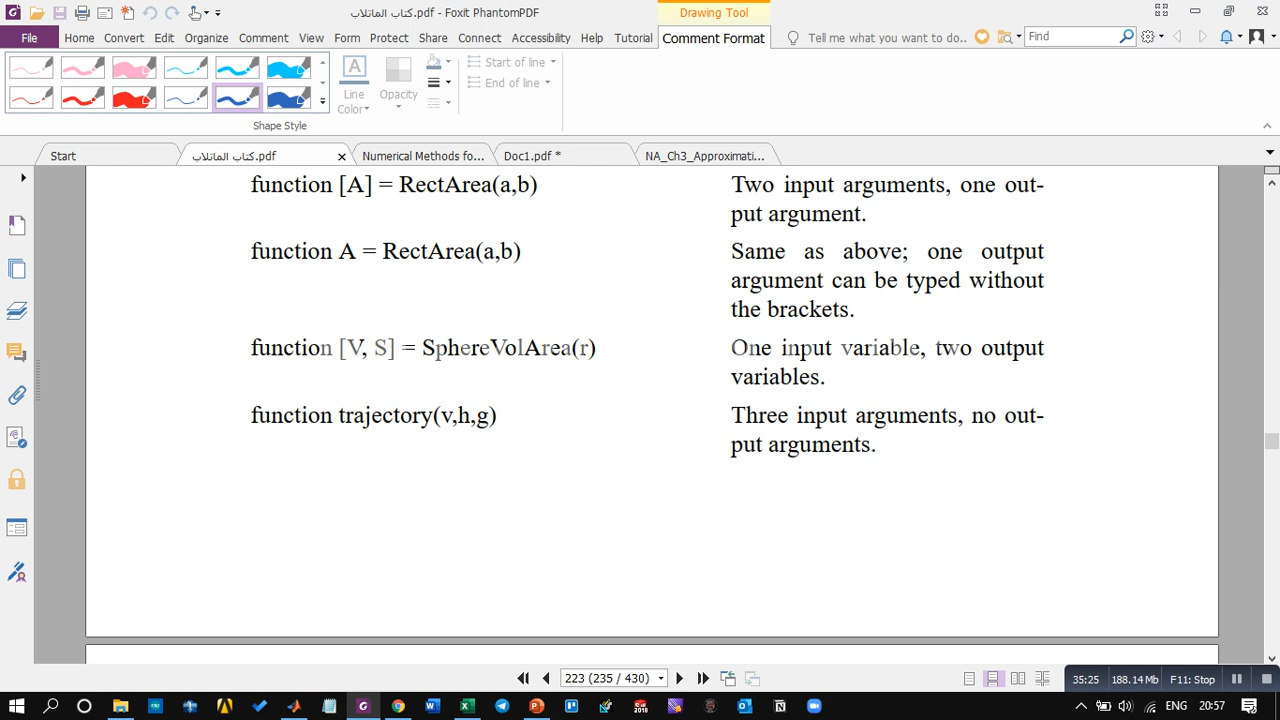 كتاب الماتلاب.pdf - Foxit PhantomPDF
Drawing Tool
File Home Convert Edit Organize Comment View Form Protect Share Connect Accessibility Help Tutorial Comment Format Tell me what you want to do.. Find
Line Color
Opacity
Start of line
End of line
Shape Style
Start كتاب الماتلاب.pdf Numerical Methods fo... Doc1.pdf * NA_Ch3_Approximati...
function [A] = RectArea(a,b) Two input arguments, one out-
put argument.
function A = RectArea(a,b) Same as above; one output
argument can be typed without
the brackets.
function [V, S] = SphereVolArea(r) One input variable, two output
variables.
function trajectory(v,h,g) Three input arguments, no out-
put arguments.
223 (235 / 430) 35:25 188.14 Mb F11: Stop
ENG 20:57